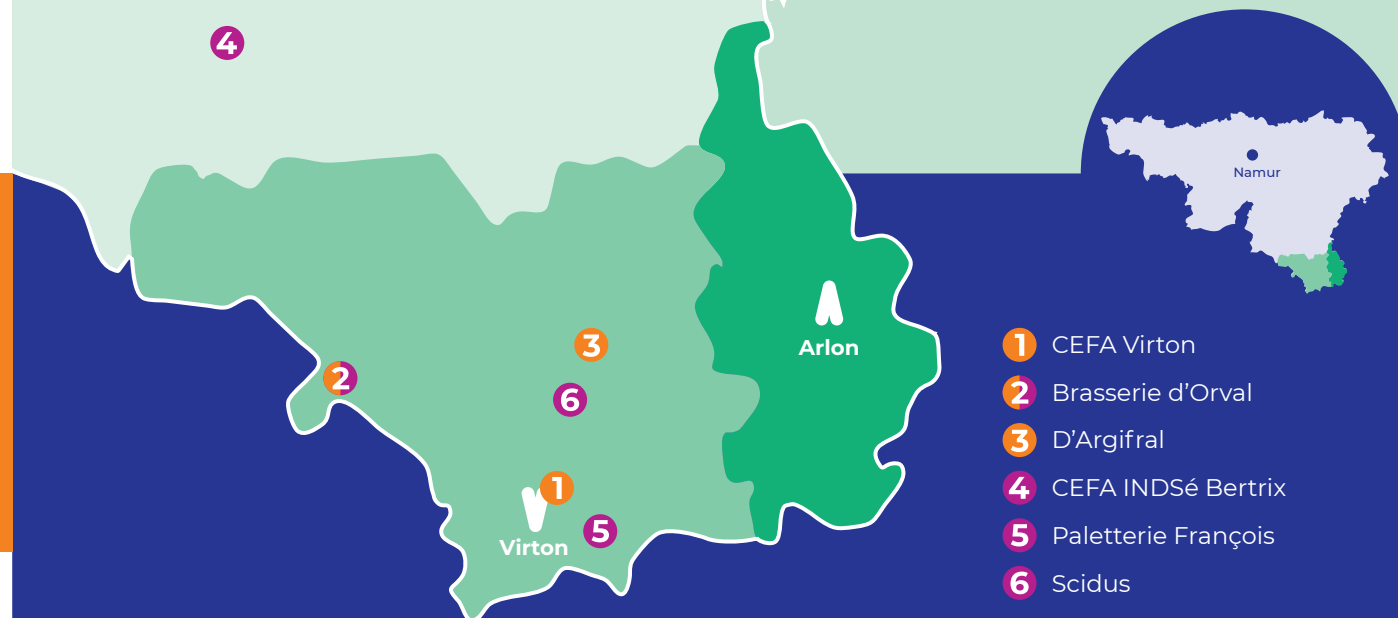 4
Namur
3
Arlon
2
6
1
Virton
5
1 CEFA Virton
2 Brasserie d'Orval
3 D'Argifral
4 CEFA INDSé Bertrix
5 Paletterie François
6 Scidus